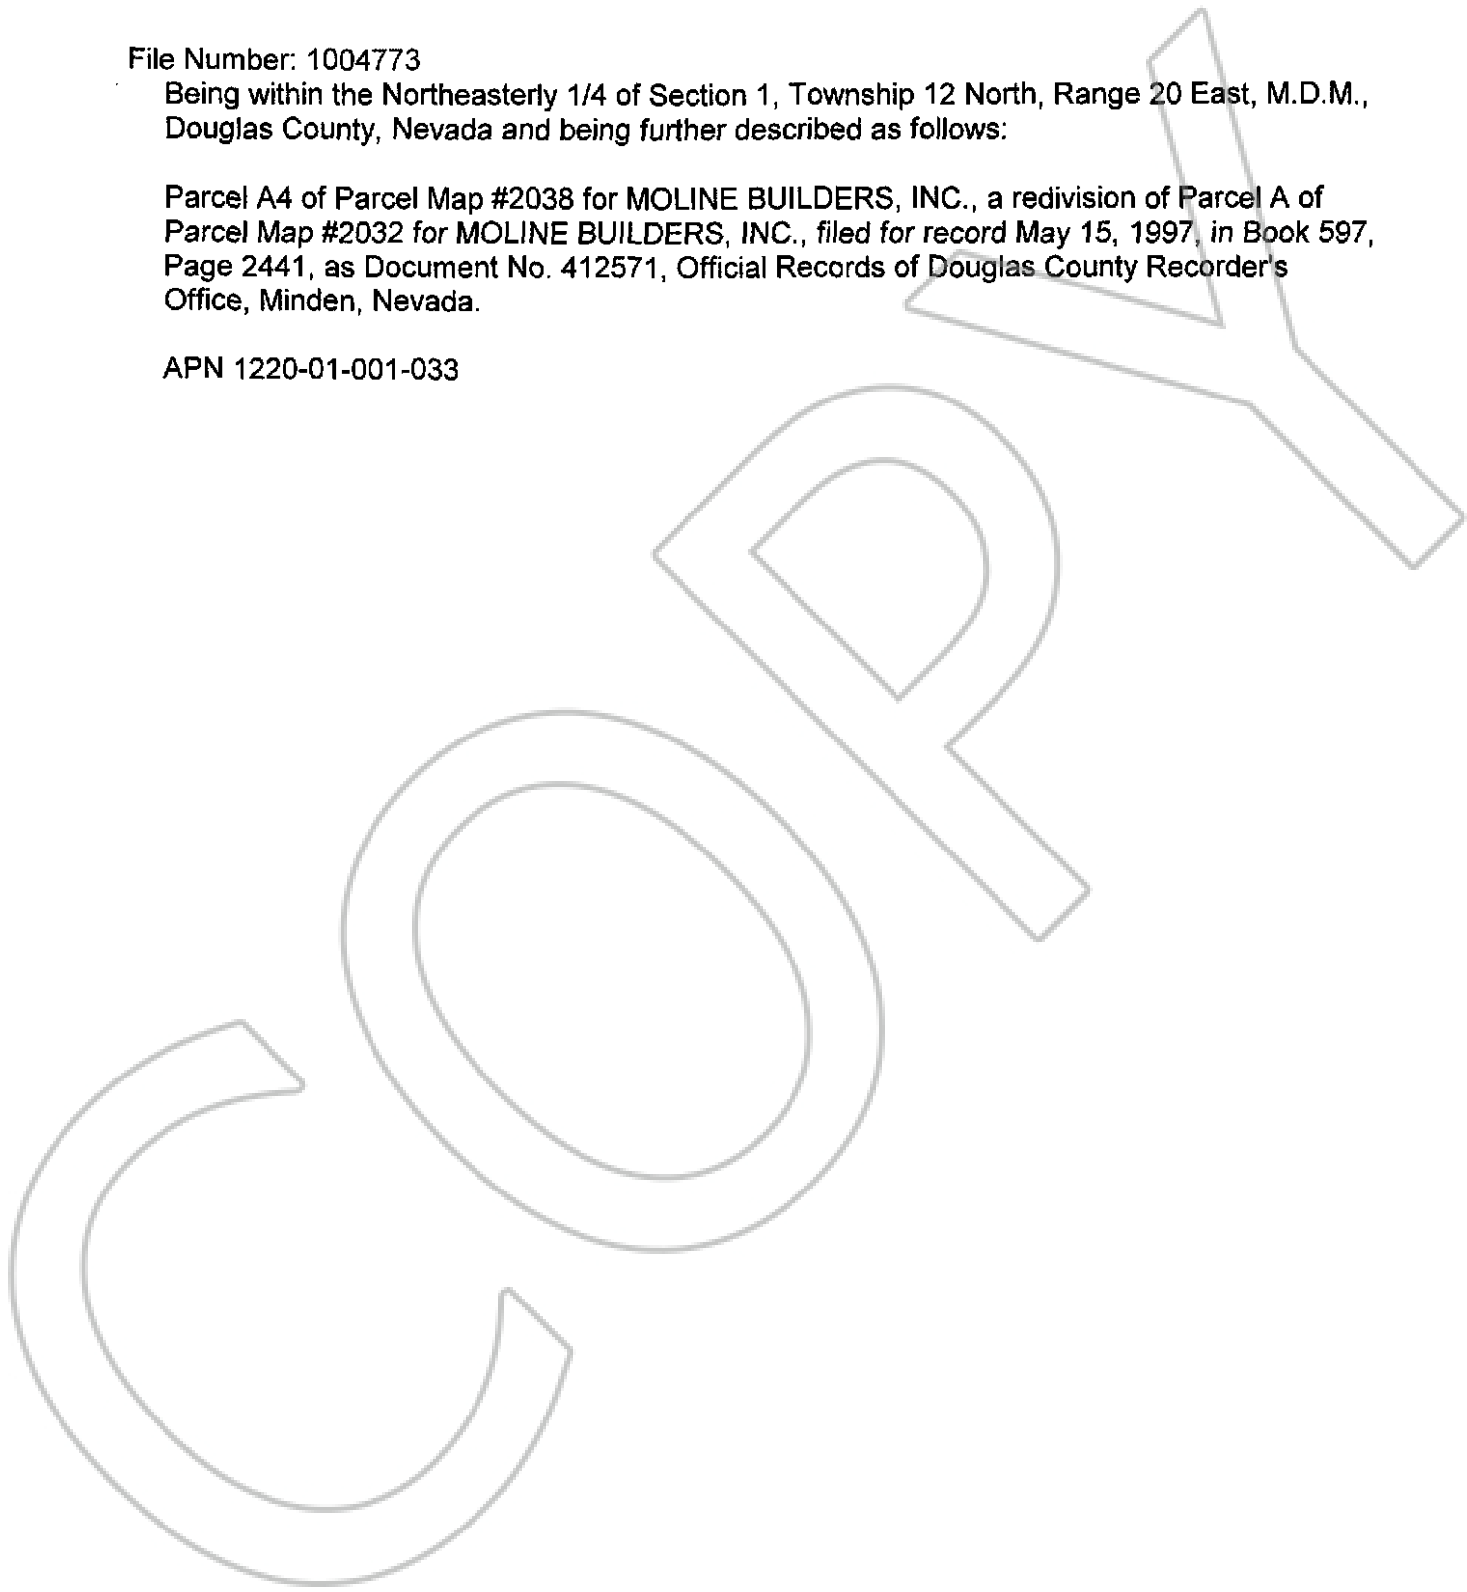 File Number: 1004773
Being within the Northeasterly 1/4 of Section 1, Township 12 North, Range 20 East, M.D.M.,
Douglas County, Nevada and being further described as follows:
Parcel A4 of Parcel Map #2038 for MOLINE BUILDERS, INC., a redivision of Parcel A of
Parcel Map #2032 for MOLINE BUILDERS, INC., filed for record May 15, 1997, in Book 597,
Page 2441, as Document No. 412571, Official Records of Douglas County Recorder's
Office, Minden, Nevada.
APN 1220-01-001-033
COPY